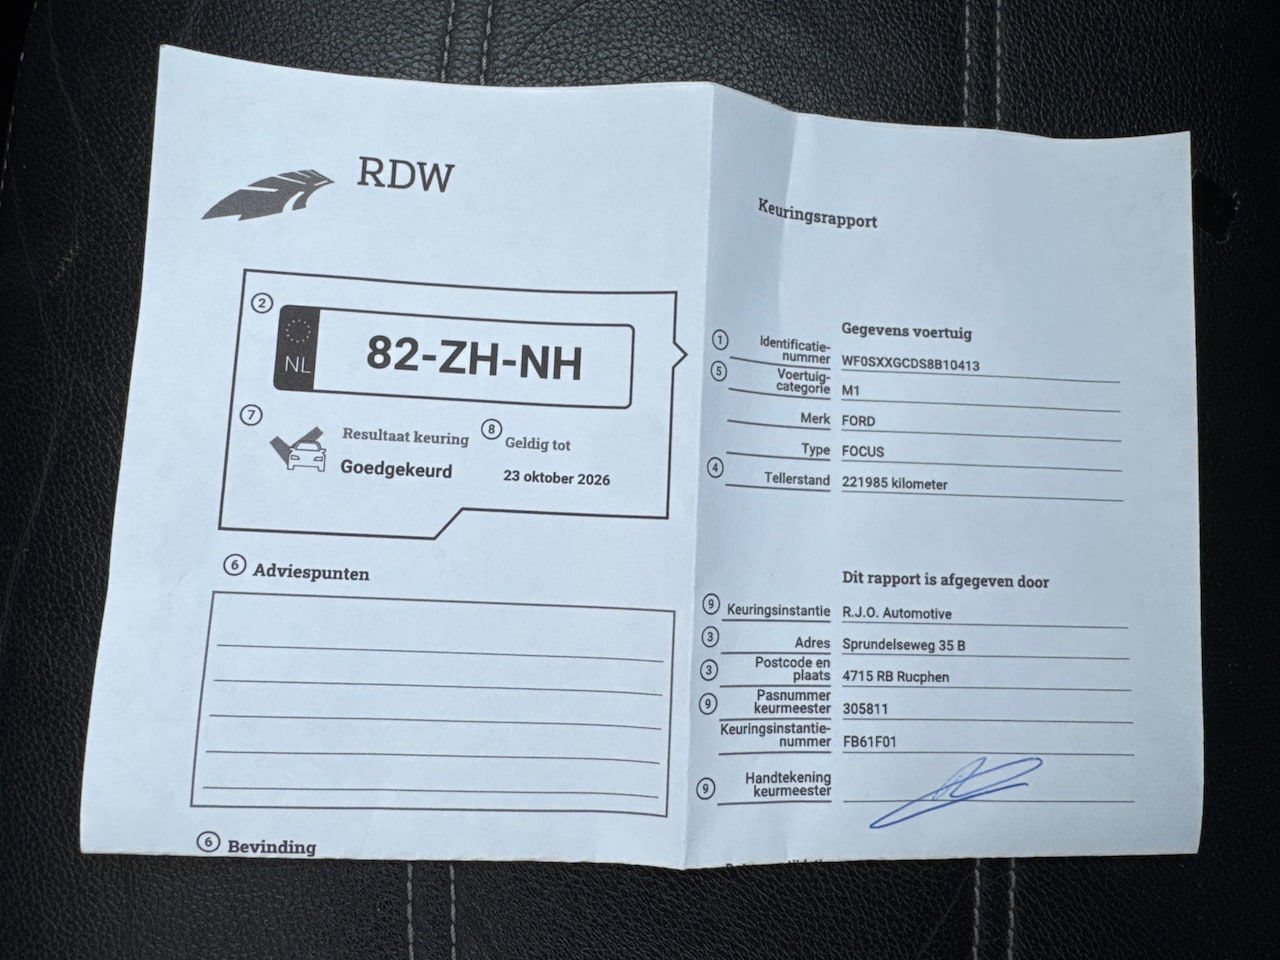 RDW
Keuringsrapport
2
NL
82-ZH-NH
7
Resultaat keuring
Goedgekeurd
8
Geldig tot
23 oktober 2026
6 Adviespunten
6 Bevinding
Gegevens voertuig
1 Identificatie-
nummer WF0SXXGCDS8B10413
5 Voertuig-
categorie M1
Merk FORD
Type FOCUS
4 Tellerstand 221985 kilometer
Dit rapport is afgegeven door
9 Keuringsinstantie R.J.O. Automotive
3 Adres Sprundelseweg 35 B
3 Postcode en
plaats 4715 RB Rucphen
9 Pasnummer
keurmeester 305811
Keuringsinstantie-
nummer FB61F01
9 Handtekening
keurmeester